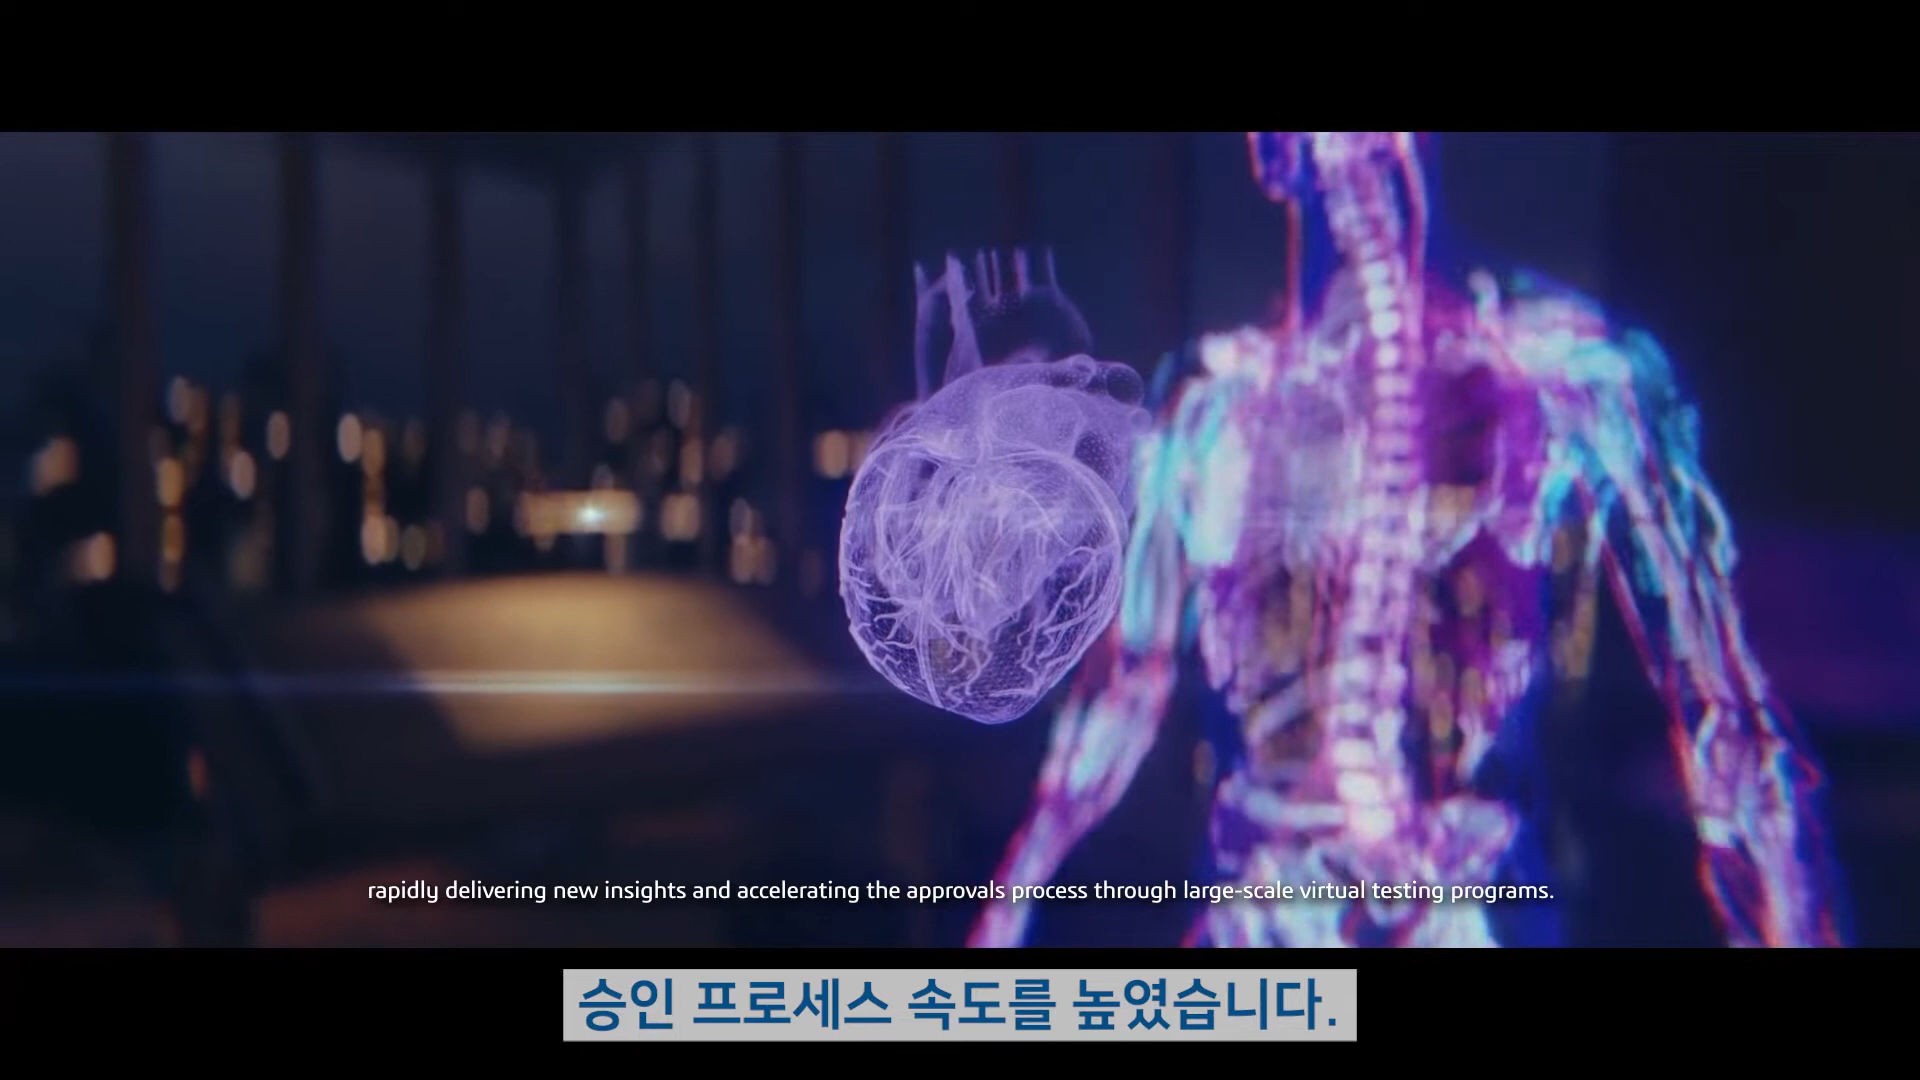 rapidly delivering new insights and accelerating the approvals process through large-scale virtual testing programs.
승인 프로세스 속도를 높였습니다.